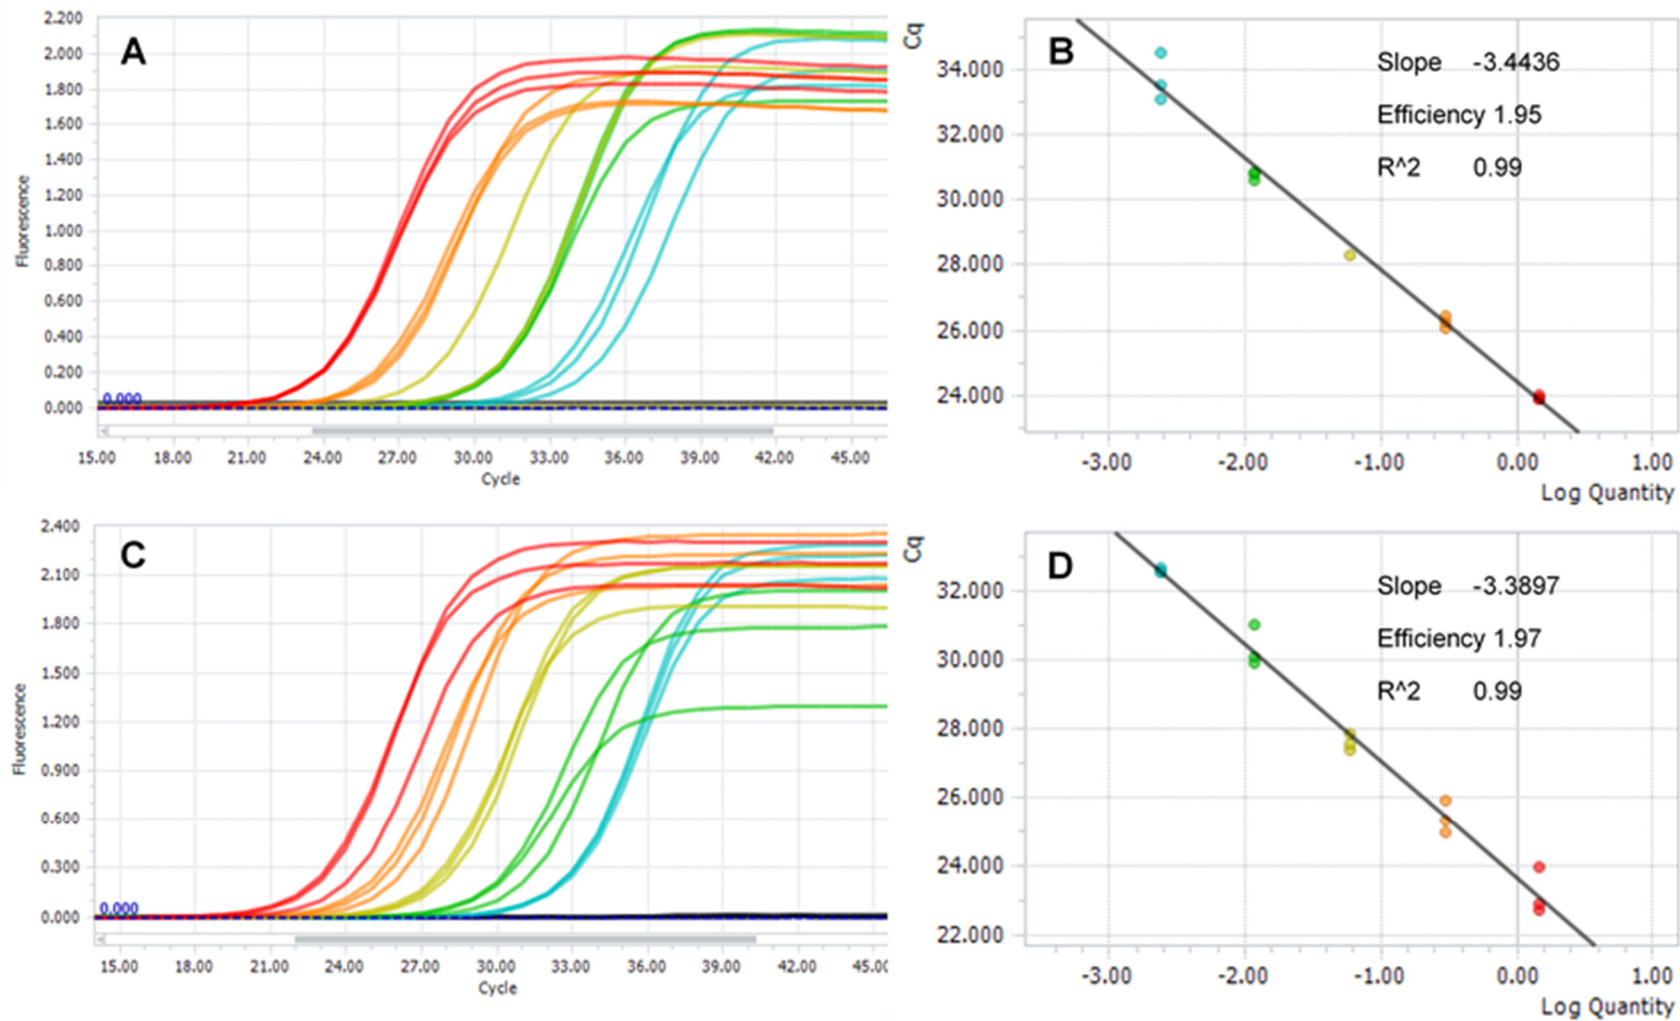 A
2.200
2.000
1.800
1.600
1.400
1.200
1.000
0.800
0.600
0.400
0.200
0.000
Fluorescence
0.000
15.00 18.00 21.00 24.00 27.00 30.00 33.00 36.00 39.00 42.00 45.00
Cycle
B
Cq
34.000
32.000
30.000
28.000
26.000
24.000
Slope -3.4436
Efficiency 1.95
R^2 0.99
-3.00 -2.00 -1.00 0.00 1.00
Log Quantity
C
2.400
2.100
1.800
1.500
1.200
0.900
0.600
0.300
0.000
Fluorescence
0.000
15.00 18.00 21.00 24.00 27.00 30.00 33.00 36.00 39.00 42.00 45.00
Cycle
D
Cq
32.000
30.000
28.000
26.000
24.000
22.000
Slope -3.3897
Efficiency 1.97
R^2 0.99
-3.00 -2.00 -1.00 0.00 1.00
Log Quantity